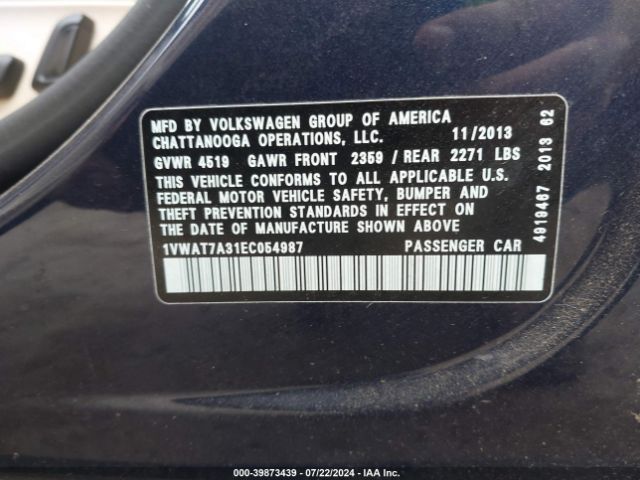 MFD BY VOLKSWAGEN GROUP OF AMERICA
CHATTANOOGA OPERATIONS, LLC. 11/2013
GVWR 4519 GAWR FRONT 2359 / REAR 2271 LBS
THIS VEHICLE CONFORMS TO ALL APPLICABLE U.S.
FEDERAL MOTOR VEHICLE SAFETY, BUMPER AND
THEFT PREVENTION STANDARDS IN EFFECT ON
THE DATE OF MANUFACTURE SHOWN ABOVE
1VWAT7A31EC054987 PASSENGER CAR
4919467 2013 62
000-39873439 - 07/22/2024 - IAA Inc.